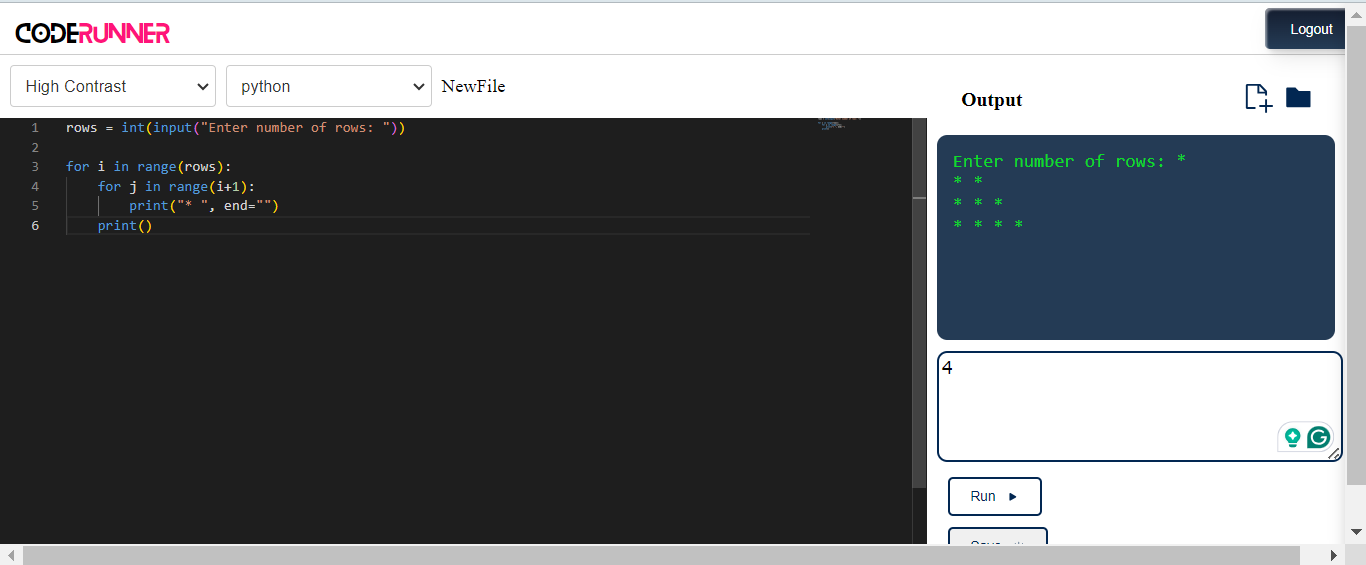 CODERUNNER
Logout
High Contrast
python
NewFile
1 rows = int(input("Enter number of rows: "))
2
3 for i in range(rows):
4     for j in range(i+1):
5         print("* ", end="")
6     print()
Output
Enter number of rows: *
* *
* * *
* * * *
4
Run